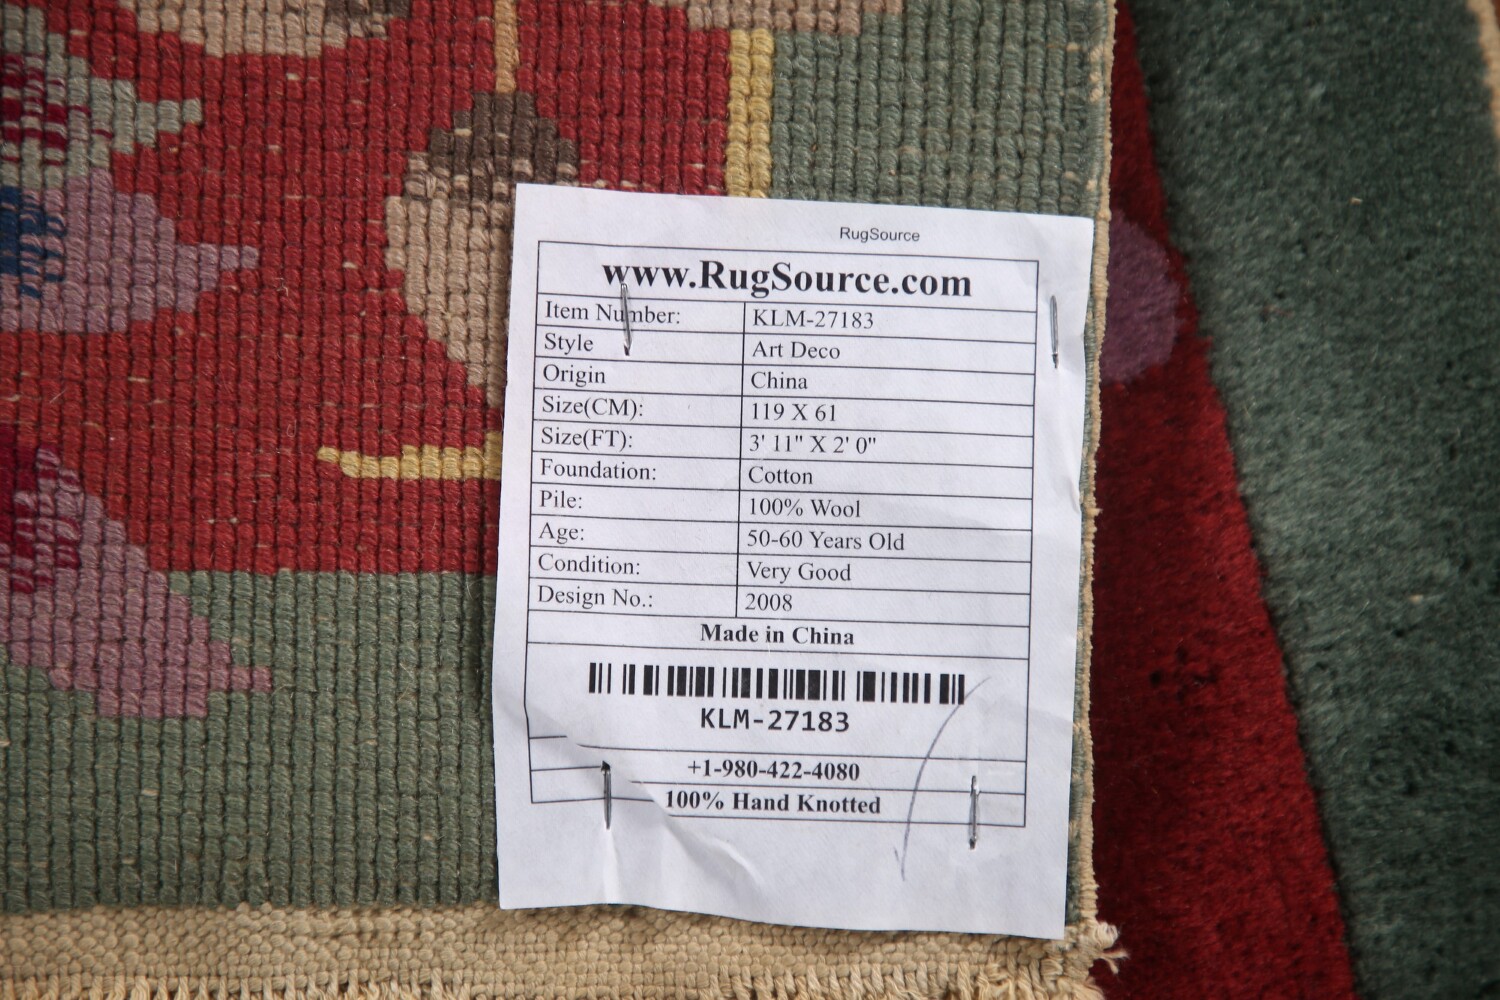 RugSource
www.RugSource.com
Item Number: KLM-27183
Style Art Deco
Origin China
Size(CM): 119 X 61
Size(FT): 3' 11" X 2' 0"
Foundation: Cotton
Pile: 100% Wool
Age: 50-60 Years Old
Condition: Very Good
Design No.: 2008
Made in China
KLM-27183
+1-980-422-4080
100% Hand Knotted